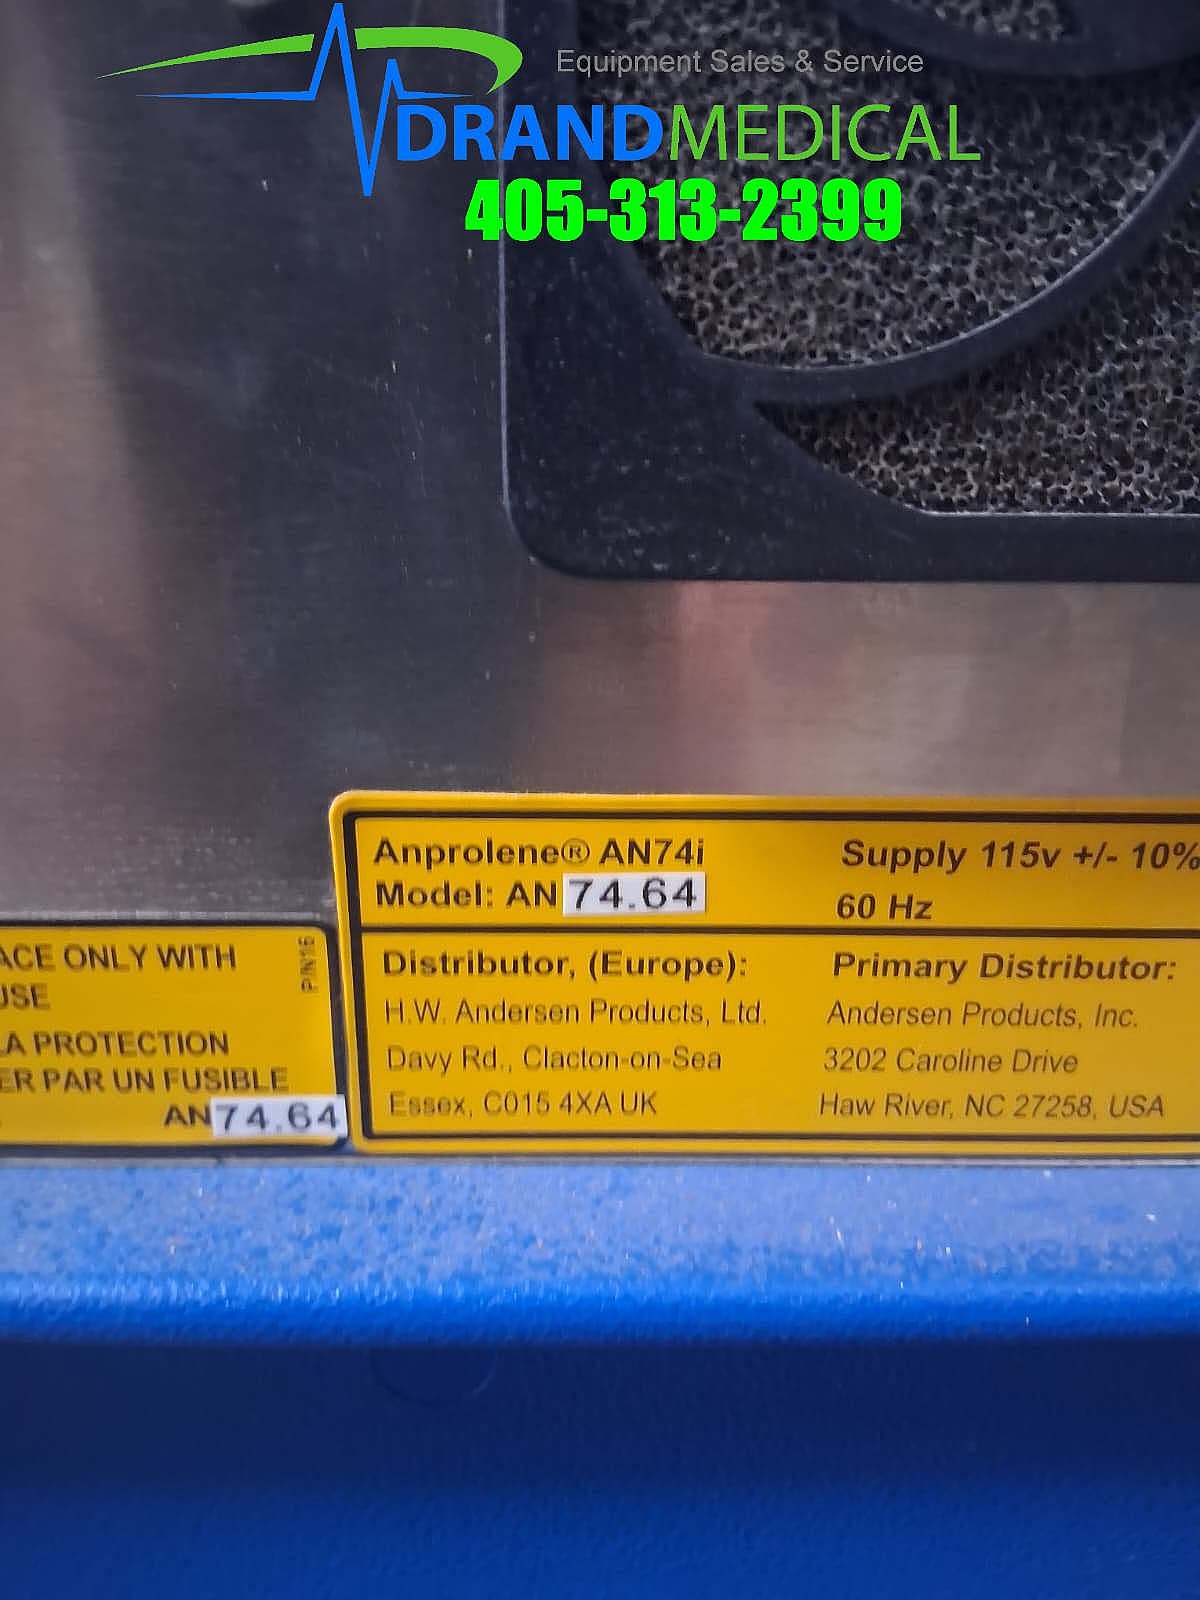 Equipment Sales & Service
DRANDMEDICAL
405-313-2399
Anprolene® AN74i
Model: AN 74.64
Supply 115v +/- 10%
60 Hz
Distributor, (Europe):
H.W. Andersen Products, Ltd.
Davy Rd., Clacton-on-Sea
Essex, C015 4XA UK
Primary Distributor:
Andersen Products, Inc.
3202 Caroline Drive
Haw River, NC 27258, USA
ACE ONLY WITH
USE
LA PROTECTION
ER PAR UN FUSIBLE
AN74.64